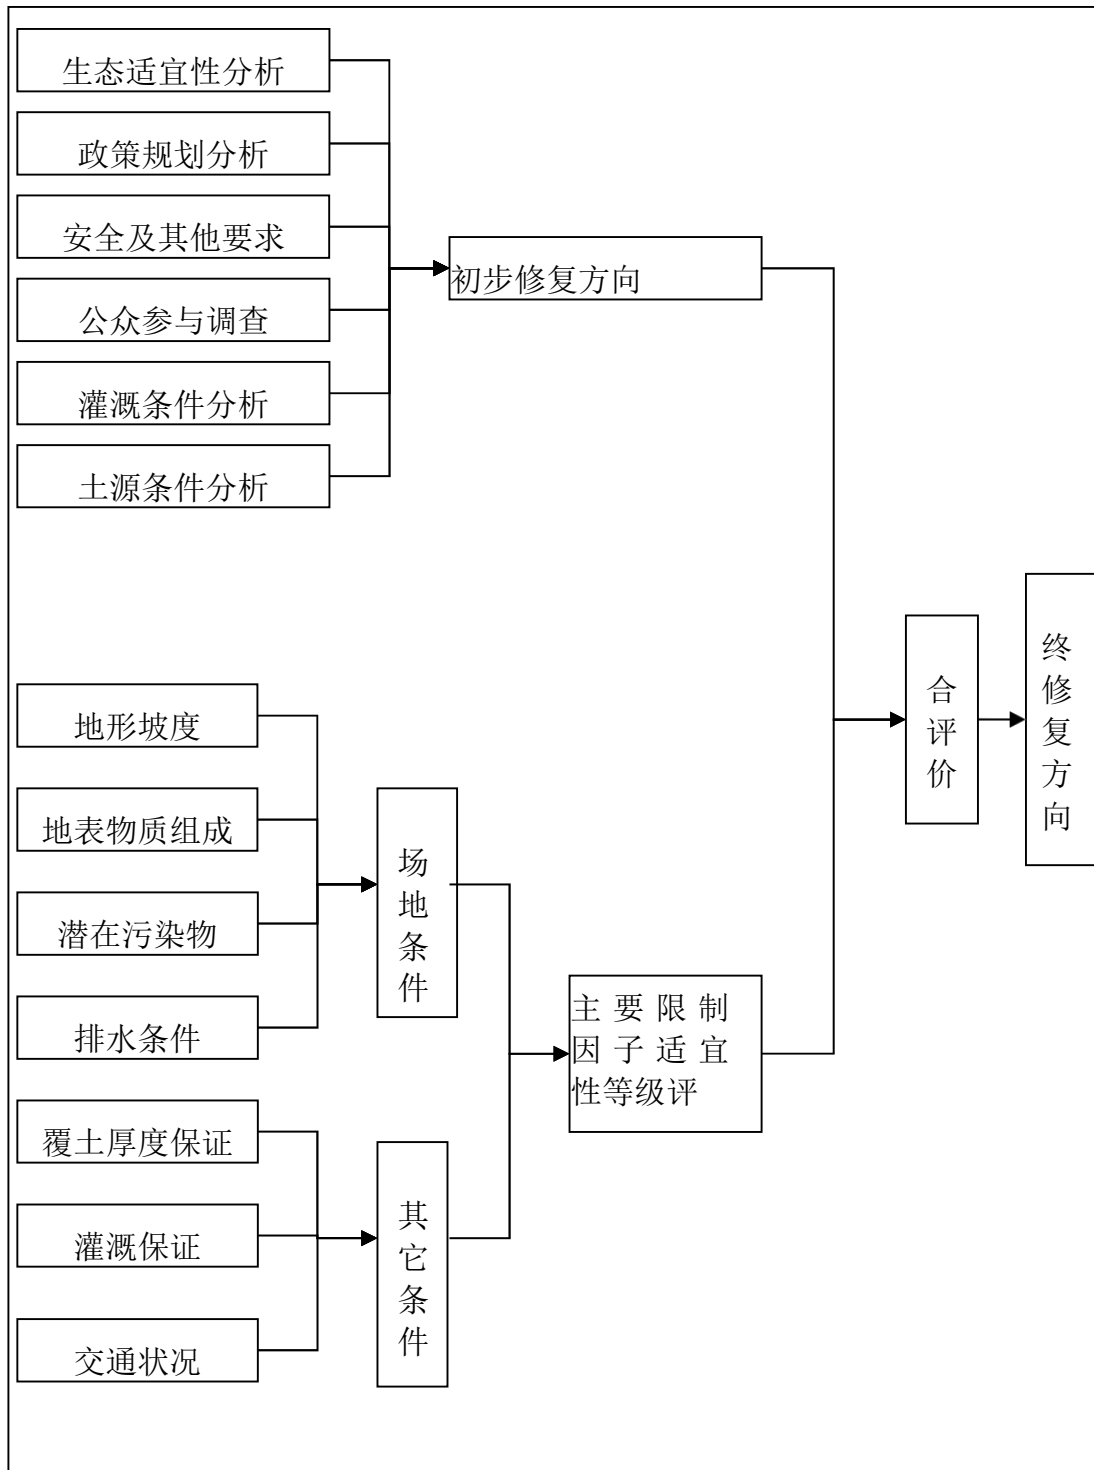 生态适宜性分析
政策规划分析
安全及其他要求
公众参与调查
灌溉条件分析
土源条件分析
初步修复方向
地形坡度
地表物质组成
潜在污染物
排水条件
场地条件
覆土厚度保证
灌溉保证
交通状况
其它条件
主要限制
因子适宜
性等级评
合评价
终修复方向